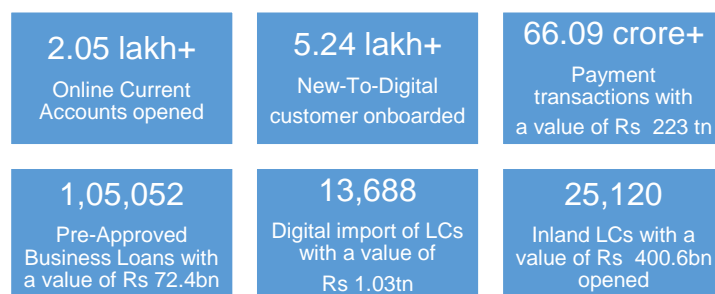 2.05 lakh+
Online Current
Accounts opened
5.24 lakh+
New-To-Digital
customer onboarded
66.09 crore+
Payment
transactions with
a value of Rs 223 tn
1,05,052
Pre-Approved
Business Loans with
a value of Rs 72.4bn
13,688
Digital import of LCs
with a value of
Rs 1.03tn
25,120
Inland LCs with a
value of Rs 400.6bn
opened